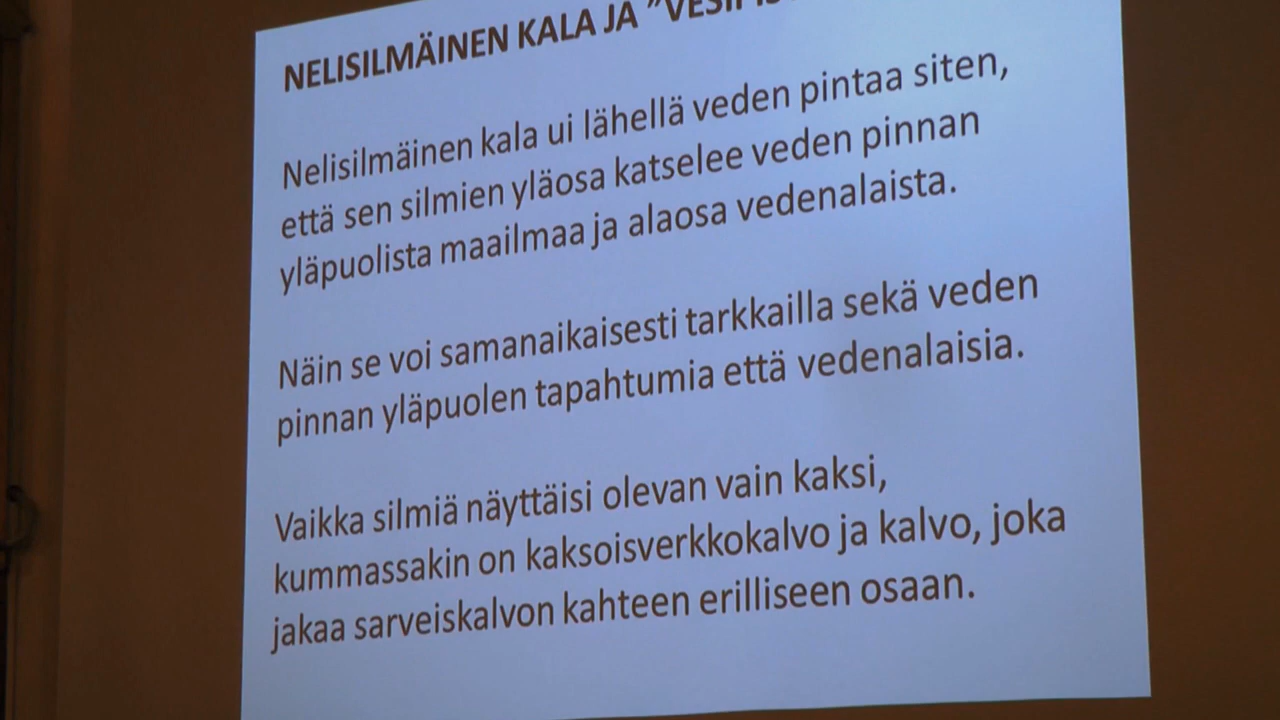 NELISILMÄINEN KALA JA
Nelisilmäinen kala ui lähellä veden pintaa siten,
että sen silmien yläosa katselee veden pinnan
yläpuolista maailmaa ja alaosa vedenalaista.
Näin se voi samanaikaisesti tarkkailla sekä veden
pinnan yläpuolen tapahtumia että vedenalaisia.
Vaikka silmiä näyttäisi olevan vain kaksi,
kummassakin on kaksoisverkkokalvo ja kalvo, joka
jakaa sarveiskalvon kahteen erilliseen osaan.